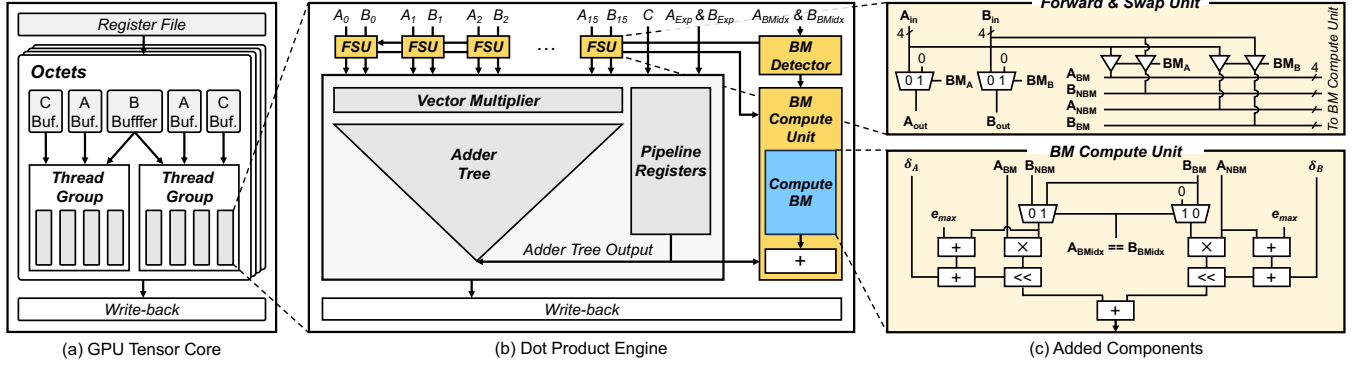 Register File
Octets
C Buf.
A Buf.
B Bufffer
A Buf.
C Buf.
Thread Group
Thread Group
Write-back
(a) GPU Tensor Core
A0 B0 A1 B1 A2 B2 A15 B15 C AExp & BExp ABMidx & BBMidx
FSU FSU FSU ... FSU
BM Detector
Vector Multiplier
Adder Tree
Pipeline Registers
BM Compute Unit
Compute BM
Adder Tree Output
+
Write-back
(b) Dot Product Engine
Forward & Swap Unit
Ain Bin
4 4
0 0
0 1 0 1
BMA BMB
Aout Bout
BMA BMB
ABM 4
BNBM
ANBM
BBM
To BM Compute Unit
BM Compute Unit
δA ABM BNBM BBM ANBM δB
0
0 1 1 0
emax emax
ABMidx == BBMidx
+ × × +
+ << << +
+
(c) Added Components